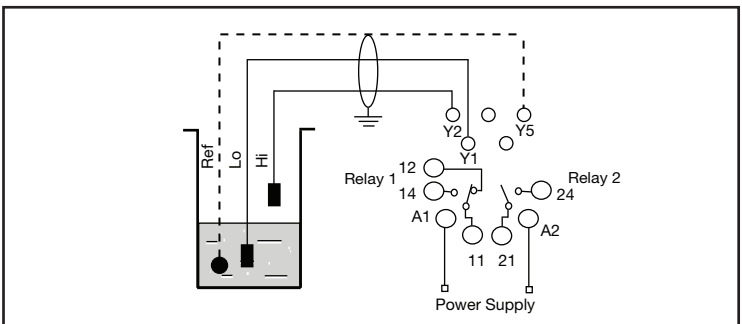 Ref
Lo
Hi
Y2
Y5
Y1
12
Relay 1
14
Relay 2
24
A1
A2
11
21
Power Supply